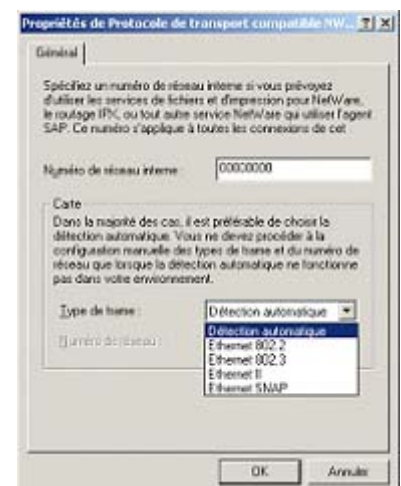 Propriétés de Protocole de transport compatible NW...
Général
Spécifiez un numéro de réseau interne si vous prévoyez
d'utiliser les services de fichiers et d'impression pour NetWare,
le routage IPX, ou tout autre service NetWare qui utiliser l'agent
SAP. Ce numéro s'applique à toutes les connexions de cet
Numéro de réseau interne :
00000000
Carte
Dans la majorité des cas, il est préférable de choisir la
détection automatique. Vous ne devez procéder à la
configuration manuelle des types de trame et du numéro de
réseau que lorsque la détection automatique ne fonctionne
pas dans votre environnement.
Type de trame :
Détection automatique
Détection automatique
Ethernet 802.2
Ethernet 802.3
Ethernet II
Ethernet SNAP
Numéro de réseau :
OK
Annuler